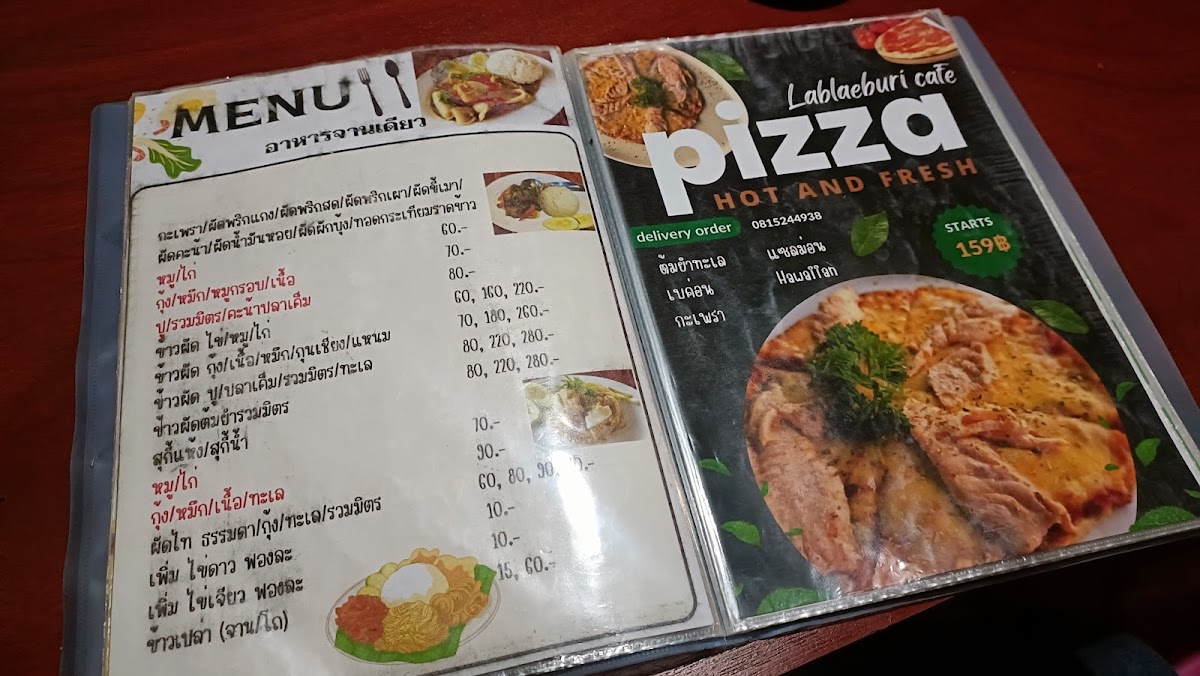 MENU
อาหารจานเดียว
กะเพรา/ผัดพริกแกง/ผัดพริกสด/ผัดพริกเผา/ผัดขี้เมา/
ผัดคะน้า/ผัดน้ำมันหอย/ผัดผักบุ้ง/ทอดกระเทียมราดข้าว
หมู/ไก่ 60.-
กุ้ง/หมึก/หมูกรอบ/เนื้อ 70.-
ปู/รวมมิตร/คะน้าปลาเค็ม 80.-
ข้าวผัด ไข่/หมู/ไก่ 60, 160, 220.-
ข้าวผัด กุ้ง/เนื้อ/หมึก/กุนเชียง/แหนม 70, 180, 260.-
ข้าวผัด ปู/ปลาเค็ม/รวมมิตร/ทะเล 80, 220, 280.-
ข้าวผัดต้มยำรวมมิตร 80, 220, 280.-
สุกี้แห้ง/สุกี้น้ำ
หมู/ไก่ 70.-
กุ้ง/หมึก/เนื้อ/ทะเล 90.-
ผัดไท ธรรมดา/กุ้ง/ทะเล/รวมมิตร 60, 80, 90,
เพิ่ม ไข่ดาว ฟองละ 10.-
เพิ่ม ไข่เจียว ฟองละ 10.-
ข้าวเปล่า (จาน/โถ) 15, 60.-
Lablaeburi cafe
pizza
HOT AND FRESH
delivery order 0815244938
STARTS
159฿
ต้มยำทะเล แซลม่อน
เบค่อน Hawaiian
กะเพรา